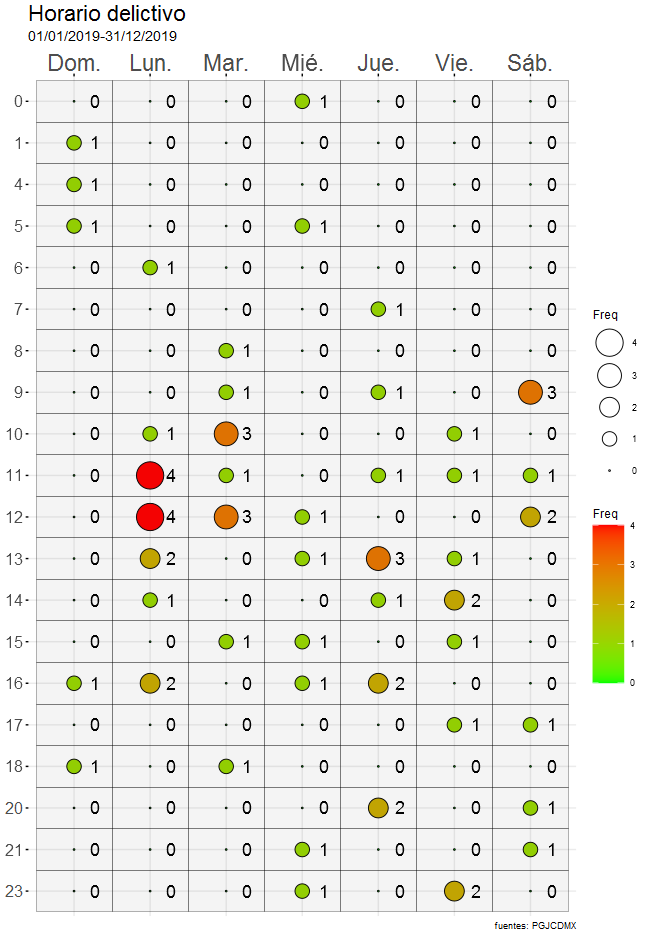 Horario delictivo
01/01/2019-31/12/2019
Dom. Lun. Mar. Mié. Jue. Vie. Sáb.
0 0 0 0 1 0 0 0
1 1 0 0 0 0 0 0
4 1 0 0 0 0 0 0
5 1 0 0 1 0 0 0
6 0 1 0 0 0 0 0
7 0 0 0 0 1 0 0
8 0 0 1 0 0 0 0
9 0 0 1 0 1 0 3
10 0 1 3 0 0 1 0
11 0 4 1 0 1 1 1
12 0 4 3 1 0 0 2
13 0 2 0 1 3 1 0
14 0 1 0 0 1 2 0
15 0 0 1 1 0 1 0
16 1 2 0 1 2 0 0
17 0 0 0 0 0 1 1
18 1 0 1 0 0 0 0
20 0 0 0 0 2 0 1
21 0 0 0 1 0 0 1
23 0 0 0 1 0 2 0
Freq
4
3
2
1
0
Freq
4
3
2
1
0
fuentes: PGJCDMX